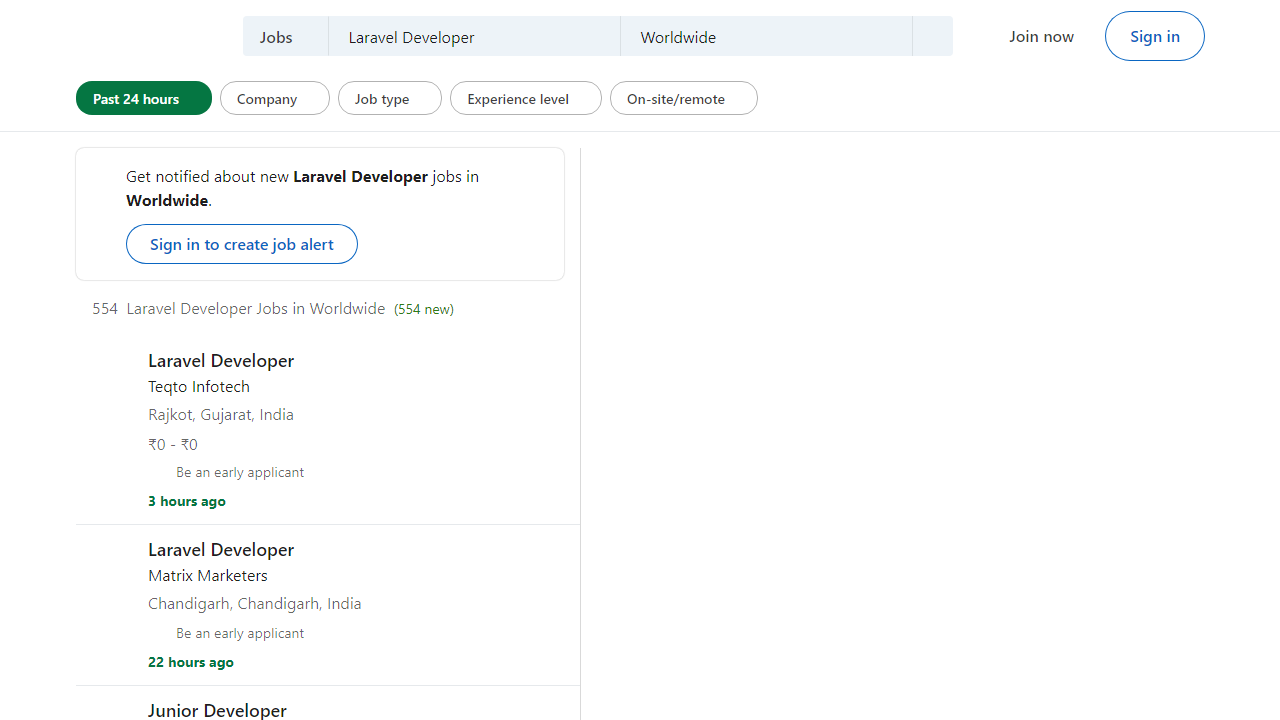 Jobs
Laravel Developer
Worldwide
Join now
Sign in
Past 24 hours
Company
Job type
Experience level
On-site/remote
Get notified about new Laravel Developer jobs in
Worldwide.
Sign in to create job alert
554 Laravel Developer Jobs in Worldwide (554 new)
Laravel Developer
Teqto Infotech
Rajkot, Gujarat, India
₹0 - ₹0
Be an early applicant
3 hours ago
Laravel Developer
Matrix Marketers
Chandigarh, Chandigarh, India
Be an early applicant
22 hours ago
Junior Developer